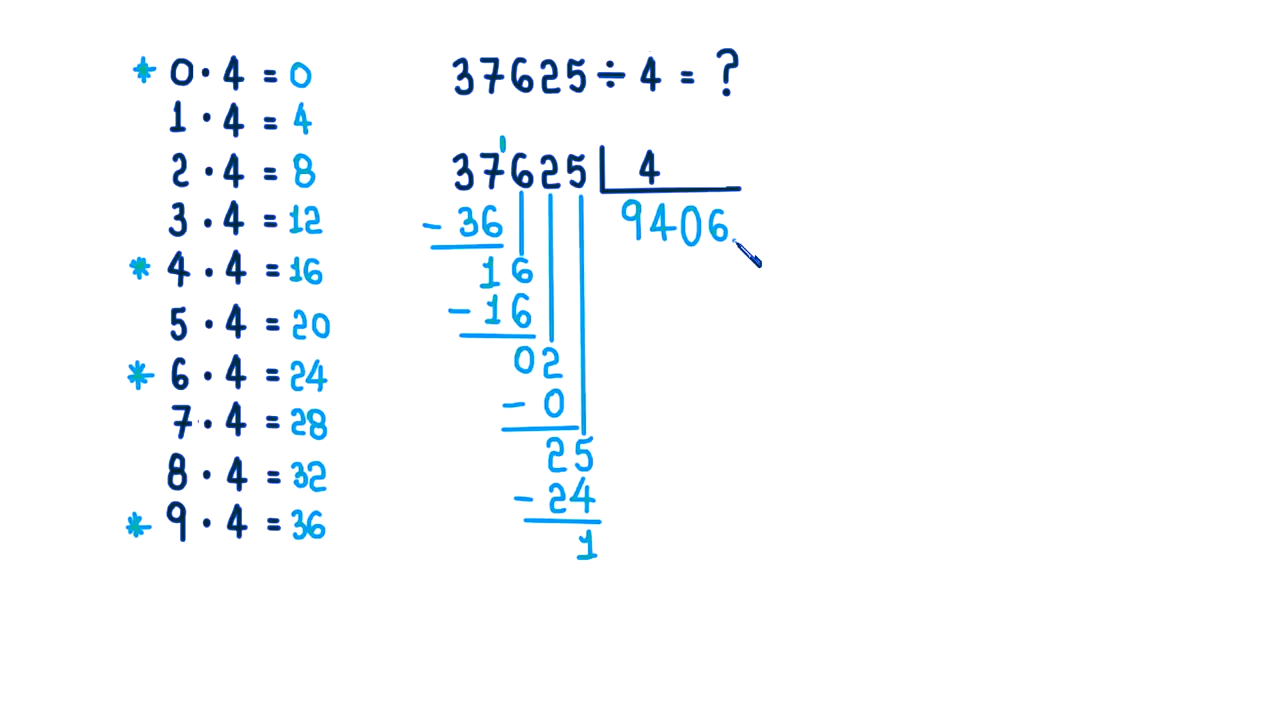 * 0 · 4 = 0
1 · 4 = 4
2 · 4 = 8
3 · 4 = 12
* 4 · 4 = 16
5 · 4 = 20
* 6 · 4 = 24
7 · 4 = 28
8 · 4 = 32
* 9 · 4 = 36
37625 ÷ 4 = ?
37'625 4
- 36 9406.
16
- 16
02
- 0
25
- 24
1